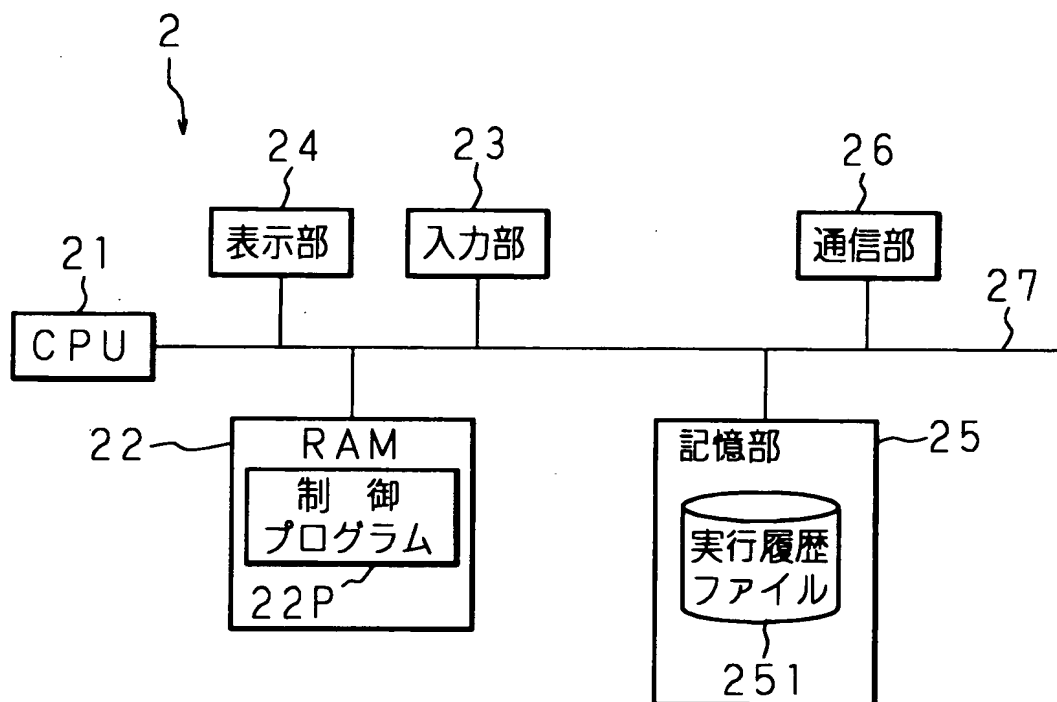 2
24
23
26
表示部
入力部
通信部
21
27
CPU
22
RAM
制 御
プログラム
22P
25
記憶部
実行履歴
ファイル
251